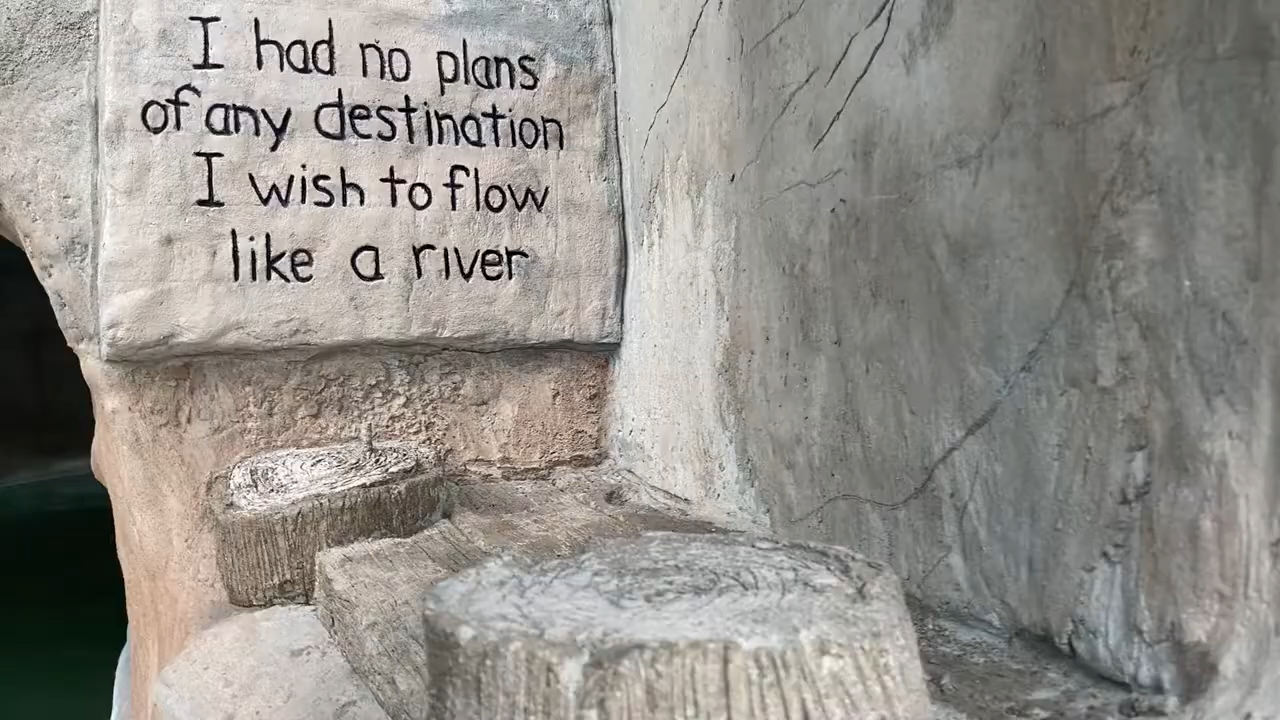 I had no plans
of any destination
I wish to flow
like a river